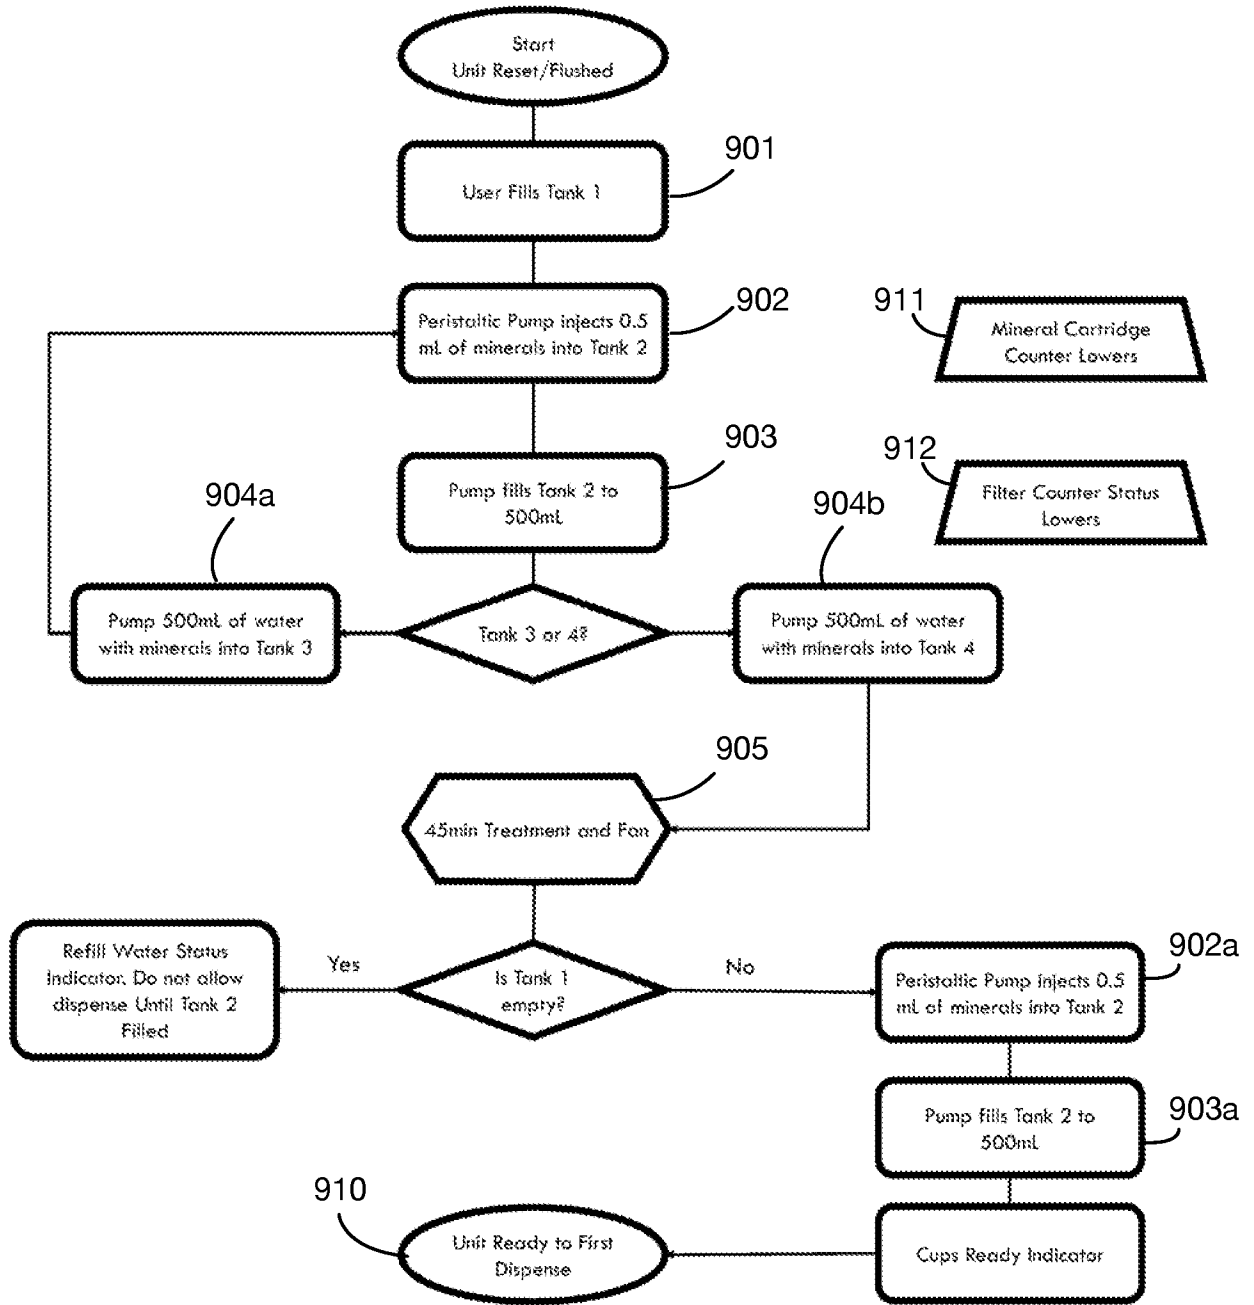 Start
Unit Reset/Flushed
901
User Fills Tank 1
902
Peristaltic Pump injects 0.5
mL of minerals into Tank 2
911
Mineral Cartridge
Counter Lowers
903
Pump fills Tank 2 to
500mL
912
Filter Counter Status
Lowers
904a
Pump 500mL of water
with minerals into Tank 3
Tank 3 or 4?
904b
Pump 500mL of water
with minerals into Tank 4
905
45min Treatment and Fan
Refill Water Status
Indicator. Do not allow
dispense Until Tank 2
Filled
Yes
Is Tank 1
empty?
No
902a
Peristaltic Pump injects 0.5
mL of minerals into Tank 2
903a
Pump fills Tank 2 to
500mL
910
Unit Ready to First
Dispense
Cups Ready Indicator